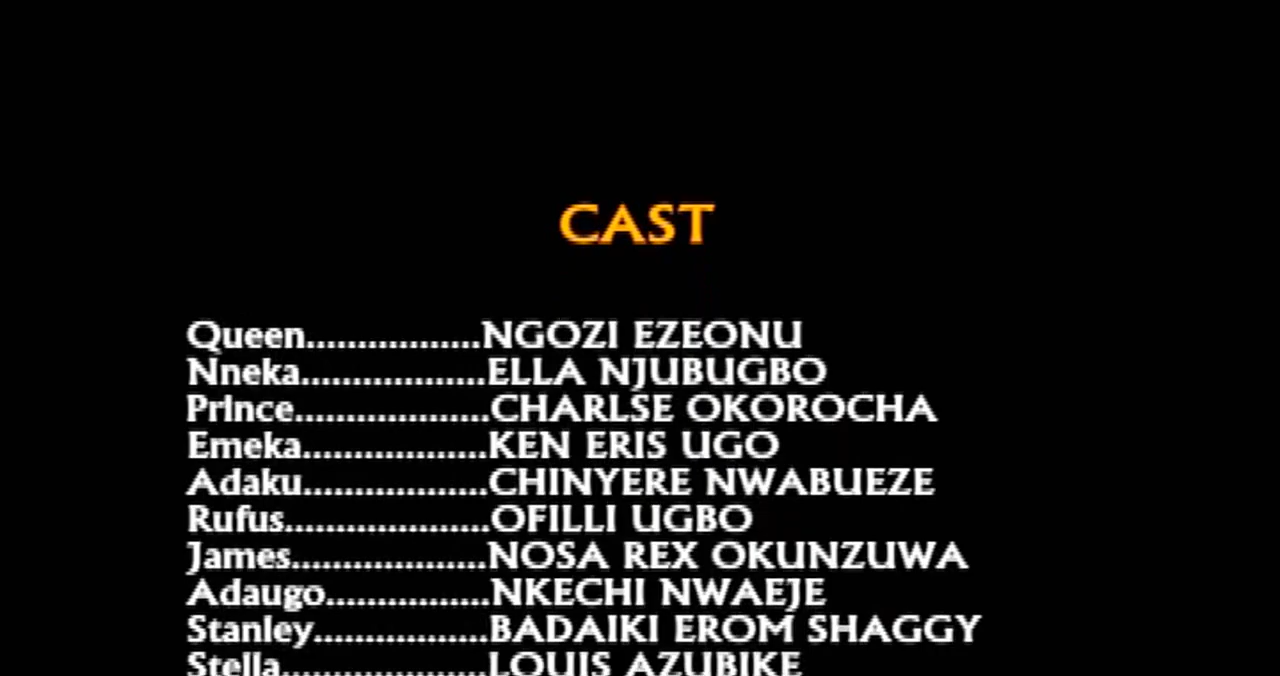 CAST
Queen.................NGOZI EZEONU
Nneka..................ELLA NJUBUGBO
PrInce...................CHARLSE OKOROCHA
Emeka..................KEN ERIS UGO
Adaku..................CHINYERE NWABUEZE
Rufus....................OFILLI UGBO
James...................NOSA REX OKUNZUWA
Adaugo................NKECHI NWAEJE
Stanley.................BADAIKI EROM SHAGGY
Stella....................LOUIS AZUBIKE